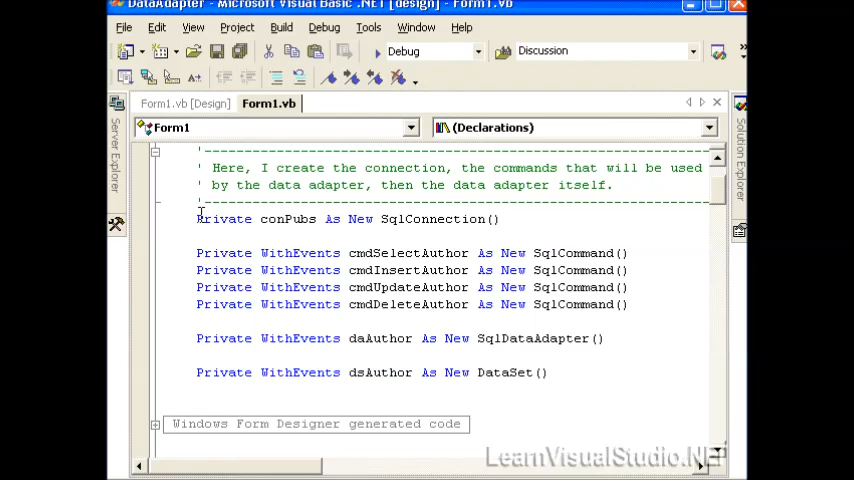 DataAdapter - Microsoft Visual Basic .NET [design] - Form1.vb
File Edit View Project Build Debug Tools Window Help
Debug Discussion
Form1.vb [Design] Form1.vb
Form1 (Declarations)
Server Explorer
Solution Explorer
'------------------------------------------------------------------
' Here, I create the connection, the commands that will be used
' by the data adapter, then the data adapter itself.
'------------------------------------------------------------------
Private conPubs As New SqlConnection()
Private WithEvents cmdSelectAuthor As New SqlCommand()
Private WithEvents cmdInsertAuthor As New SqlCommand()
Private WithEvents cmdUpdateAuthor As New SqlCommand()
Private WithEvents cmdDeleteAuthor As New SqlCommand()
Private WithEvents daAuthor As New SqlDataAdapter()
Private WithEvents dsAuthor As New DataSet()
Windows Form Designer generated code
LearnVisualStudio.NET